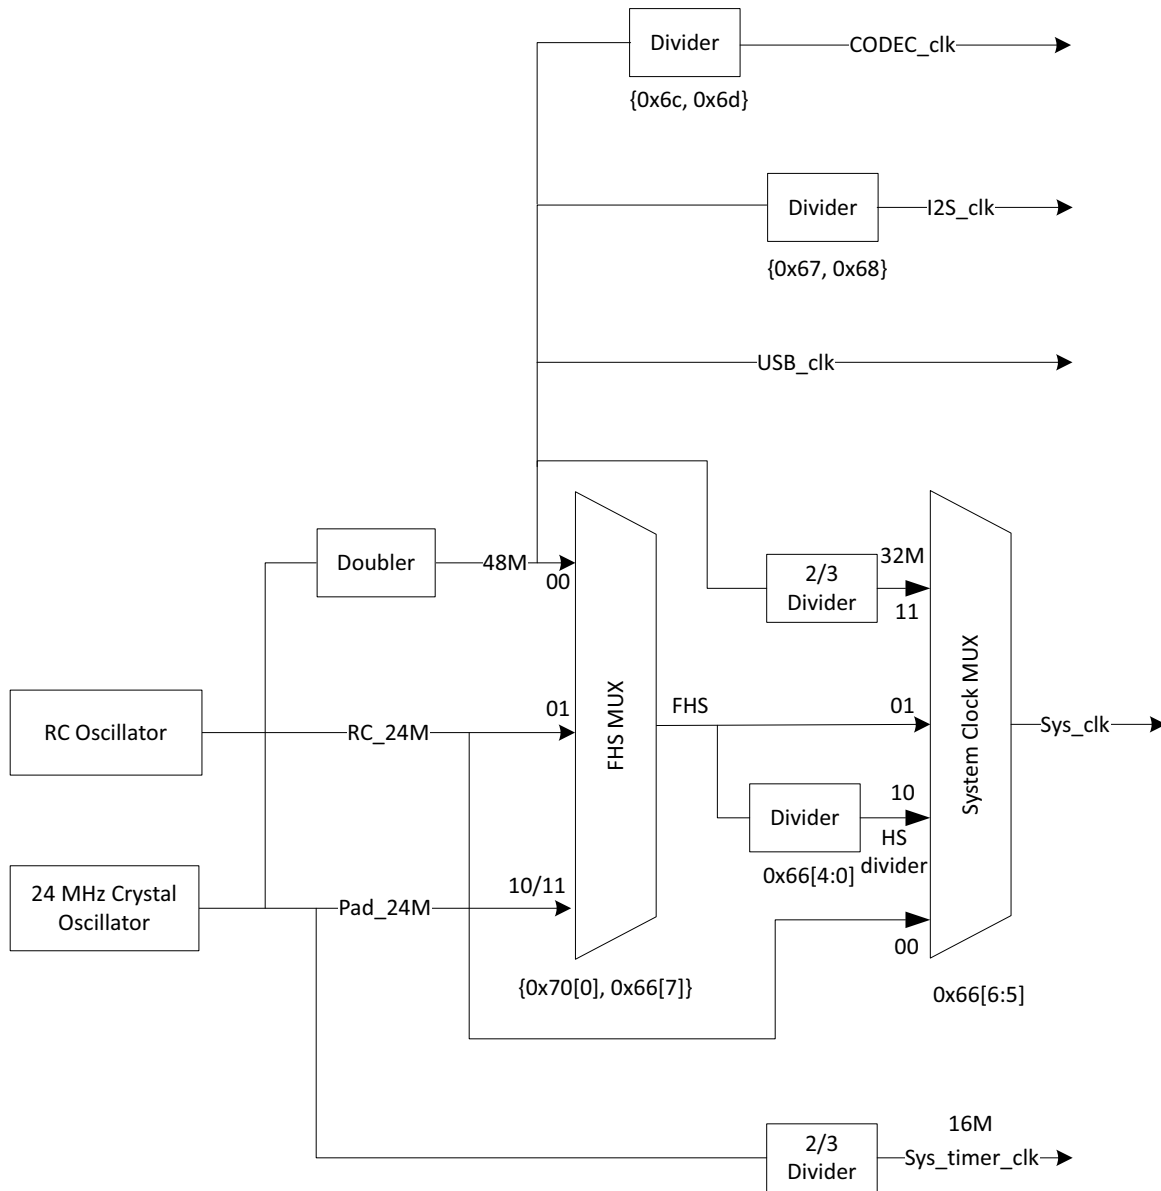 Divider
CODEC_clk
{0x6c, 0x6d}
Divider
I2S_clk
{0x67, 0x68}
USB_clk
Doubler
48M
00
2/3
Divider
32M
11
RC Oscillator
RC_24M
01
FHS MUX
FHS
01
System Clock MUX
Sys_clk
Divider
10
HS
divider
0x66[4:0]
24 MHz Crystal
Oscillator
Pad_24M
10/11
00
{0x70[0], 0x66[7]}
0x66[6:5]
2/3
Divider
16M
Sys_timer_clk